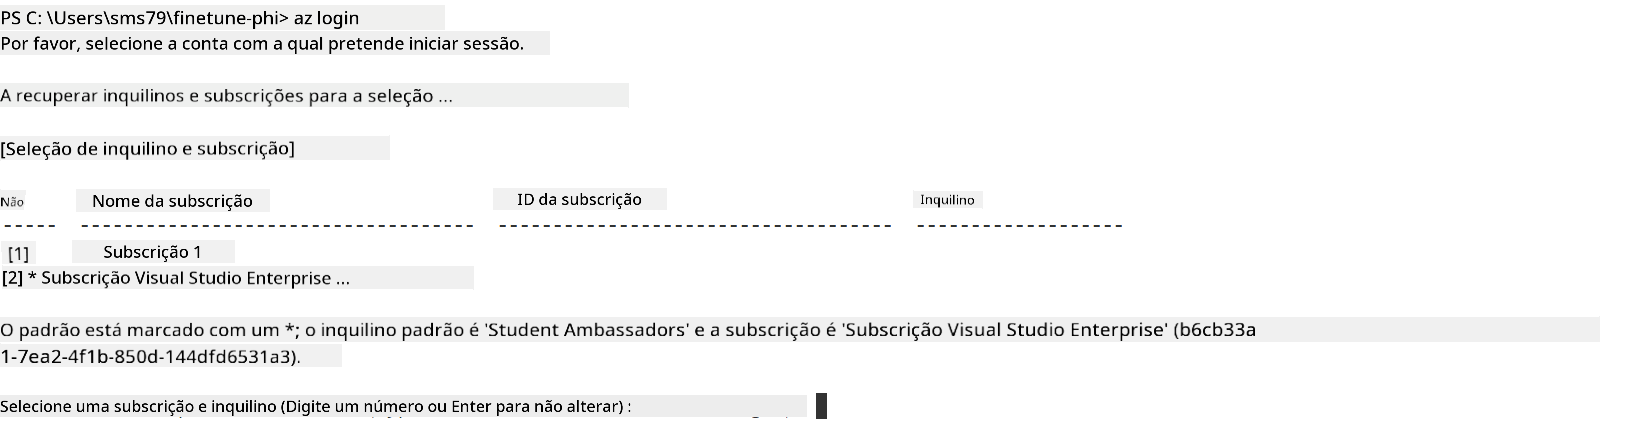 PS C: \Users\sms79\finetune-phi> az login
Por favor, selecione a conta com a qual pretende iniciar sessão.
A recuperar inquilinos e subscrições para a seleção ...
[Seleção de inquilino e subscrição]
Não Nome da subscrição ID da subscrição Inquilino
----- ------------------------------------ ------------------------------------ -------------------
[1] Subscrição 1
[2] * Subscrição Visual Studio Enterprise ...
O padrão está marcado com um *; o inquilino padrão é 'Student Ambassadors' e a subscrição é 'Subscrição Visual Studio Enterprise' (b6cb33a
1-7ea2-4f1b-850d-144dfd6531a3).
Selecione uma subscrição e inquilino (Digite um número ou Enter para não alterar) :